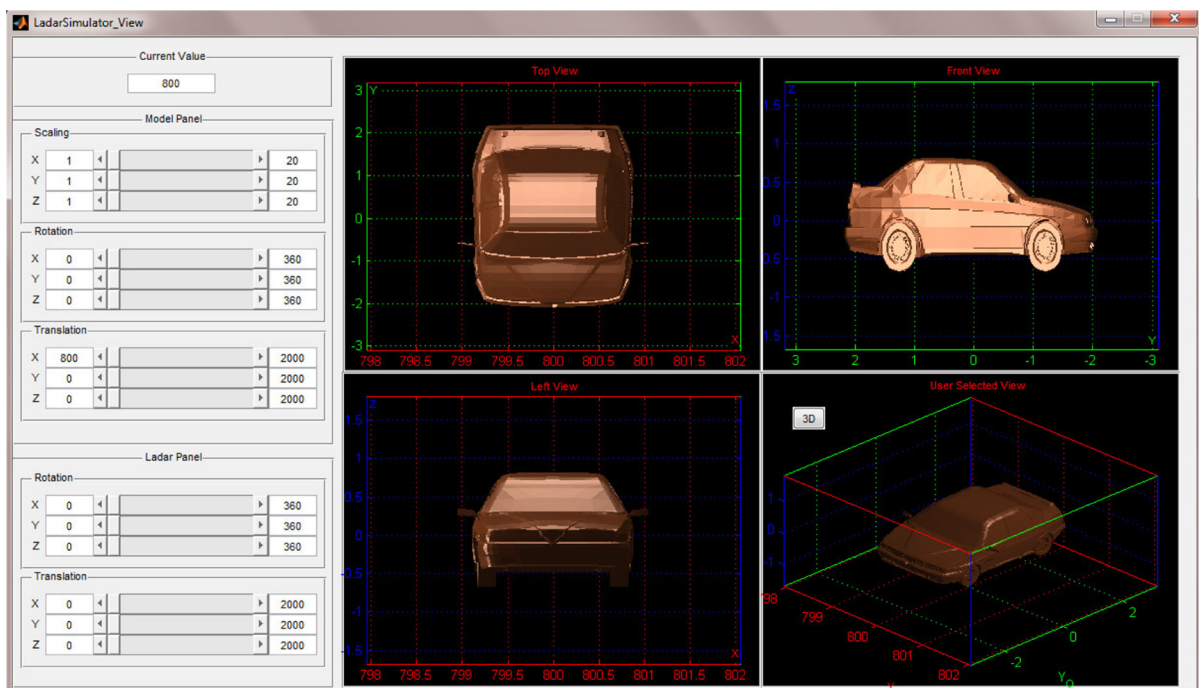 LadarSimulator_View
Current Value
800
Model Panel
Scaling
X 1 20
Y 1 20
Z 1 20
Rotation
X 0 360
Y 0 360
Z 0 360
Translation
X 800 2000
Y 0 2000
Z 0 2000
Ladar Panel
Rotation
X 0 360
Y 0 360
Z 0 360
Translation
X 0 2000
Y 0 2000
Z 0 2000
Top View
3 Y
2
1
0
-1
-2
-3 X
798 798.5 799 799.5 800 800.5 801 801.5 802
Front View
Z
1.5
1
0.5
0
-0.5
-1
1.5
Y
3 2 1 0 -1 -2 -3
Left View
Z
1.5
1
0.5
0
-0.5
-1
-1.5 X
798 798.5 799 799.5 800 800.5 801 801.5 802
User Selected View
3D
1
0
-1
98
799
800
801
802
2
0
-2
Y